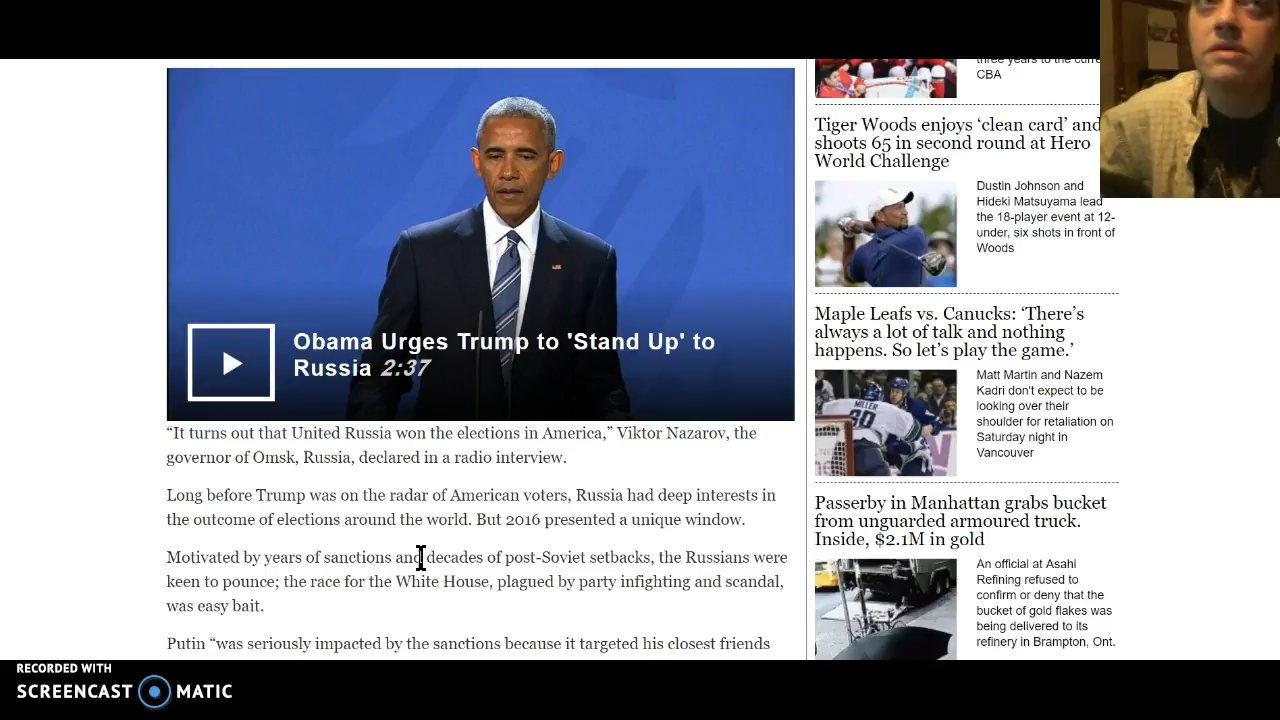 Obama Urges Trump to 'Stand Up' to
Russia 2:37
“It turns out that United Russia won the elections in America,” Viktor Nazarov, the
governor of Omsk, Russia, declared in a radio interview.
Long before Trump was on the radar of American voters, Russia had deep interests in
the outcome of elections around the world. But 2016 presented a unique window.
Motivated by years of sanctions and decades of post-Soviet setbacks, the Russians were
keen to pounce; the race for the White House, plagued by party infighting and scandal,
was easy bait.
Putin “was seriously impacted by the sanctions because it targeted his closest friends
three years to the
CBA
Tiger Woods enjoys ‘clean card’ and
shoots 65 in second round at Hero
World Challenge
Dustin Johnson and
Hideki Matsuyama lead
the 18-player event at 12-
under, six shots in front of
Woods
Maple Leafs vs. Canucks: ‘There’s
always a lot of talk and nothing
happens. So let’s play the game.’
MILLER
30
Matt Martin and Nazem
Kadri don’t expect to be
looking over their
shoulder for retaliation on
Saturday night in
Vancouver
Passerby in Manhattan grabs bucket
from unguarded armoured truck.
Inside, $2.1M in gold
An official at Asahi
Refining refused to
confirm or deny that the
bucket of gold flakes was
being delivered to its
refinery in Brampton, Ont.
RECORDED WITH
SCREENCAST MATIC